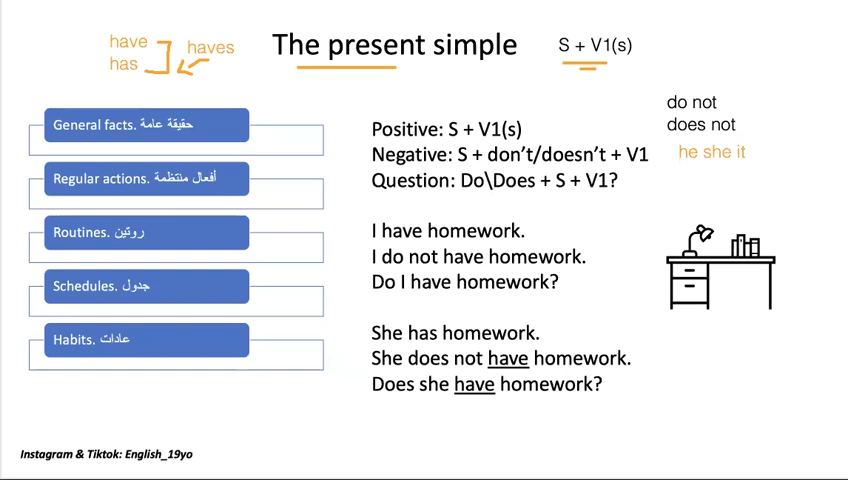 The present simple
S + V1(s)
have
has
haves
do not
does not
he she it
General facts. حقيقة عامة
Regular actions. أفعال منتظمة
Routines. روتين
Schedules. جدول
Habits. عادات
Positive: S + V1(s)
Negative: S + don’t/doesn’t + V1
Question: Do\Does + S + V1?
I have homework.
I do not have homework.
Do I have homework?
She has homework.
She does not have homework.
Does she have homework?
Instagram & Tiktok: English_19yo